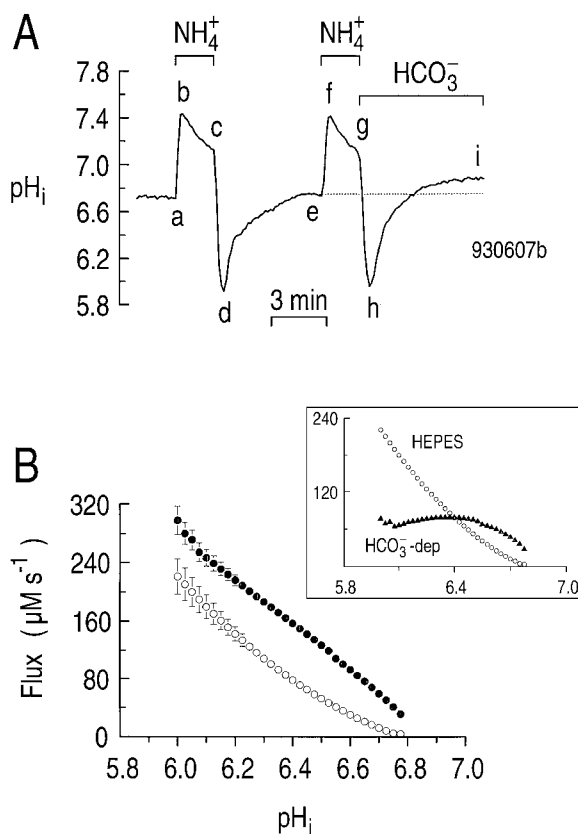 A
NH₄⁺ NH₄⁺
HCO₃⁻
7.8
7.4
7.0
6.6
6.2
5.8
pHᵢ
a b c d e f g h i
930607b
3 min
B
320
240
160
80
0
Flux (μM s⁻¹)
5.8 6.0 6.2 6.4 6.6 6.8 7.0
pHᵢ
240
120
HEPES
HCO₃⁻-dep
5.8 6.4 7.0